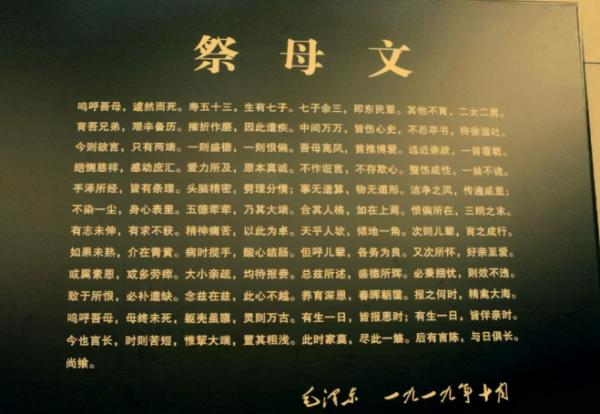 祭母文
呜呼吾母，遽然而死。寿五十三，生有七子。七子余三，即东民覃。其他不育，二女二男。
育吾兄弟，艰辛备历。摧折作磨，因此遘疾。中间万万，皆伤心史，不忍卒书，待徐温吐。
今则欲言，只有两端。一则盛德，一则恨偏。吾母高风，首推博爱。远近亲疏，一皆覆载。
恺恻慈祥，感动庶汇。爱力所及，原本真诚。不作诳言，不存欺心。整饬成性，一丝不诡。
手泽所经，皆有条理。头脑精密，劈理分情；事无遗算，物无遁形。洁净之风，传遍戚里；
不染一尘，身心表里。五德荦荦，乃其大端。合其人格，如在上焉。恨偏所在，三纲之末。
有志未伸，有求不获。精神痛苦，以此为卓。天乎人欤，倾地一角。次则儿辈，育之成行。
如果未熟，介在青黄。病时揽手，酸心结肠。但呼儿辈，各务为良。又次所怀，好亲至爱。
或属素恩，或多劳瘁。大小亲疏，均待报赉。总兹所述，盛德所辉。必秉悃忱，则效不违。
致于所恨，必补遗缺。念兹在兹，此心不越。养育深恩，春晖朝霭。报之何时，精禽大海。
呜呼吾母，母终未死，躯壳虽隳，灵则万古。有生一日，皆报恩时；有生一日，皆伴亲时。
今也言长，时则苦短，惟挈大端，置其粗浅。此时家奠，尽此一觞。后有言陈、与日俱长。
尚飨。
毛泽东 一九一九年十月